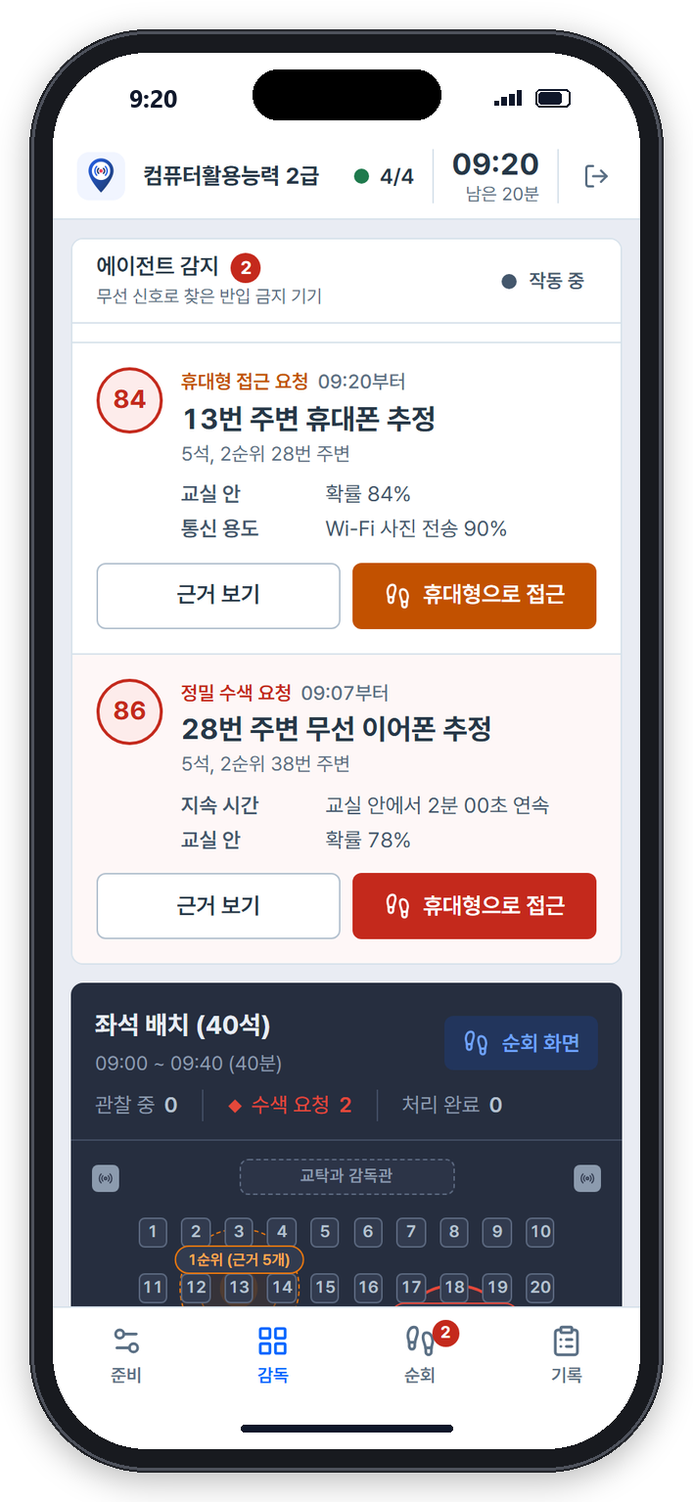 9:20
컴퓨터활용능력 2급
4/4
09:20
남은 20분
에이전트 감지 2
무선 신호로 찾은 반입 금지 기기
작동 중
84
휴대형 접근 요청 09:20부터
13번 주변 휴대폰 추정
5석, 2순위 28번 주변
교실 안 확률 84%
통신 용도 Wi-Fi 사진 전송 90%
근거 보기 휴대형으로 접근
86
정밀 수색 요청 09:07부터
28번 주변 무선 이어폰 추정
5석, 2순위 38번 주변
지속 시간 교실 안에서 2분 00초 연속
교실 안 확률 78%
근거 보기 휴대형으로 접근
좌석 배치 (40석)
09:00 ~ 09:40 (40분)
순회 화면
관찰 중 0 수색 요청 2 처리 완료 0
교탁과 감독관
1 2 3 4 5 6 7 8 9 10
1순위 (근거 5개)
11 12 13 14 15 16 17 18 19 20
2
준비 감독 순회 기록